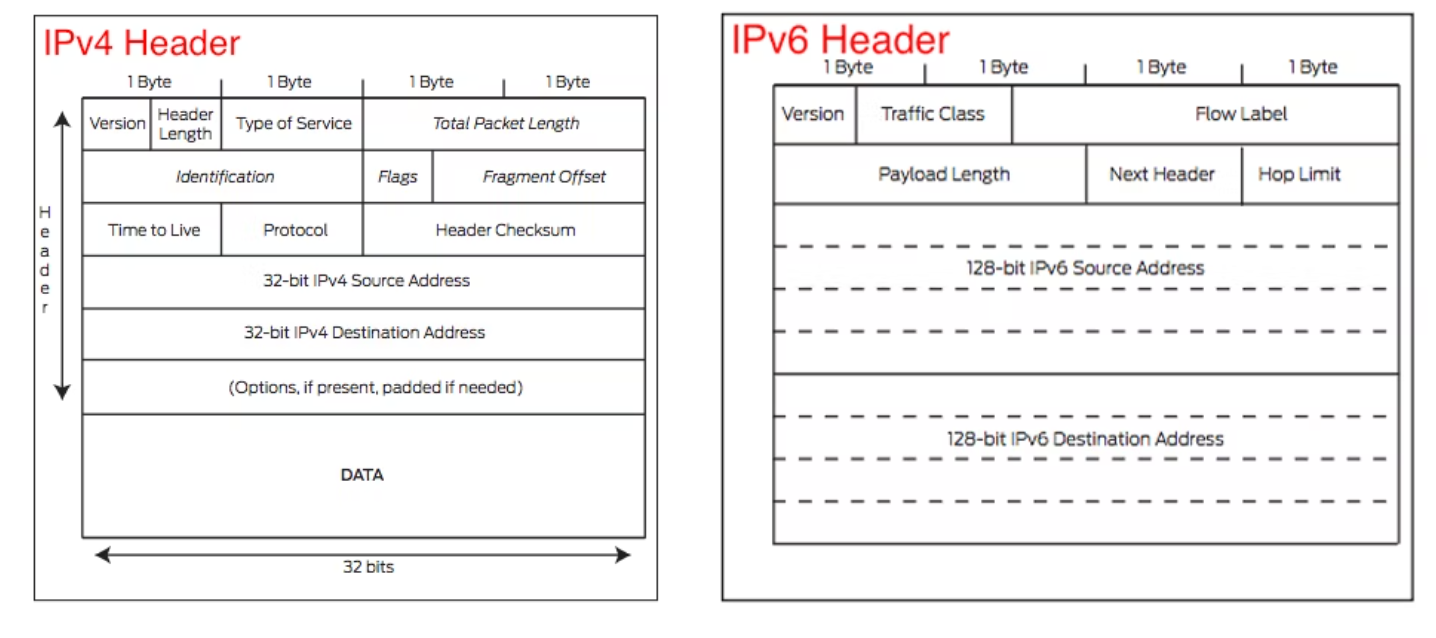 IPv4 Header
1 Byte 1 Byte 1 Byte 1 Byte
Version Header Length Type of Service Total Packet Length
Identification Flags Fragment Offset
Time to Live Protocol Header Checksum
32-bit IPv4 Source Address
32-bit IPv4 Destination Address
(Options, if present, padded if needed)
DATA
32 bits
Header
IPv6 Header
1 Byte 1 Byte 1 Byte 1 Byte
Version Traffic Class Flow Label
Payload Length Next Header Hop Limit
128-bit IPv6 Source Address
128-bit IPv6 Destination Address